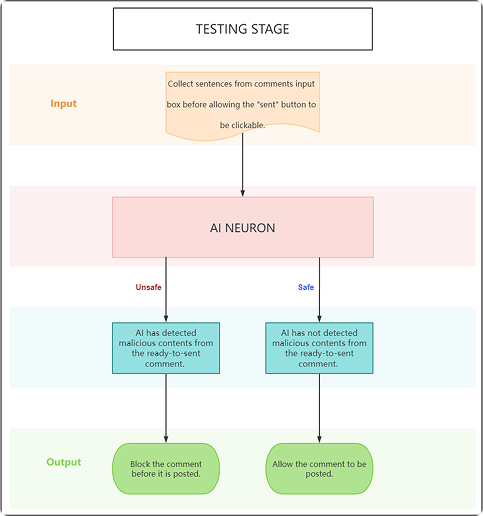 TESTING STAGE
Input
Collect sentences from comments input
box before allowing the "sent" button to
be clickable.
AI NEURON
Unsafe
Safe
AI has detected
malicious contents from
the ready-to-sent
comment.
AI has not detected
malicious contents from
the ready-to-sent
comment.
Output
Block the comment
before it is posted.
Allow the comment to be
posted.